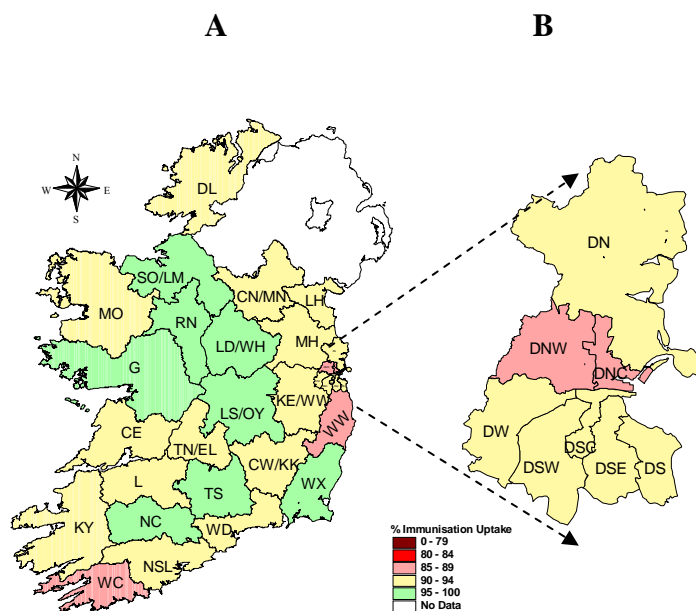 A B
N
W E
S
DL
DN
SO/LM
CN/MN
LH
MO
RN
LD/WH
MH
DNW
DNC
G
LS/OY
KE/WW
WW
CE
TN/EL
DW
DSC
DSW
DSE
DS
CW/KK
L
TS
WX
KY
NC
WD
NSL
WC
% Immunisation Uptake
0 - 79
80 - 84
85 - 89
90 - 94
95 - 100
No Data